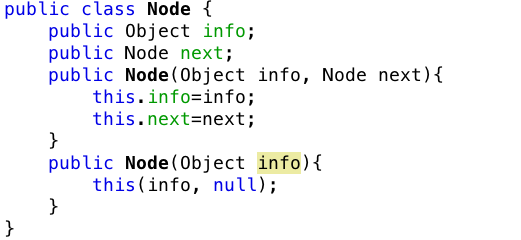 public class Node {
    public Object info;
    public Node next;
    public Node(Object info, Node next){
        this.info=info;
        this.next=next;
    }
    public Node(Object info){
        this(info, null);
    }
}